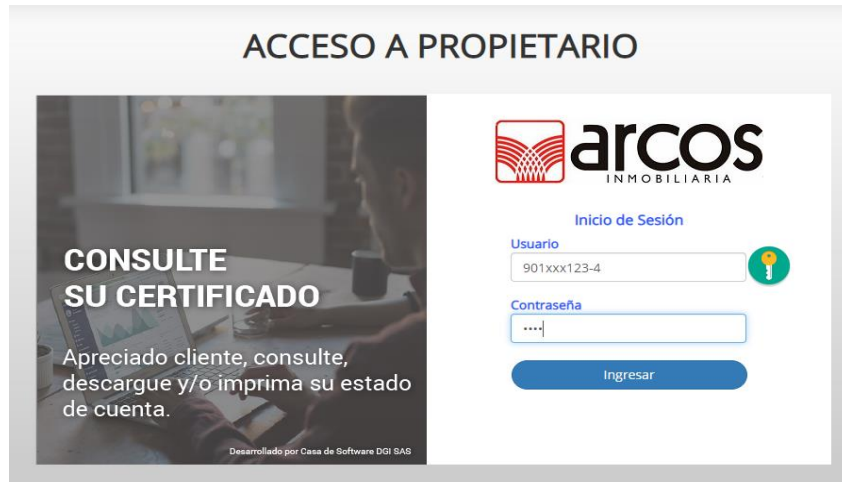 ACCESO A PROPIETARIO
CONSULTE
SU CERTIFICADO
Apreciado cliente, consulte,
descargue y/o imprima su estado
de cuenta.
Desarrollado por Casa de Software DGI SAS
arcos
INMOBILIARIA
Inicio de Sesión
Usuario
901xxx123-4
Contraseña
••••
Ingresar